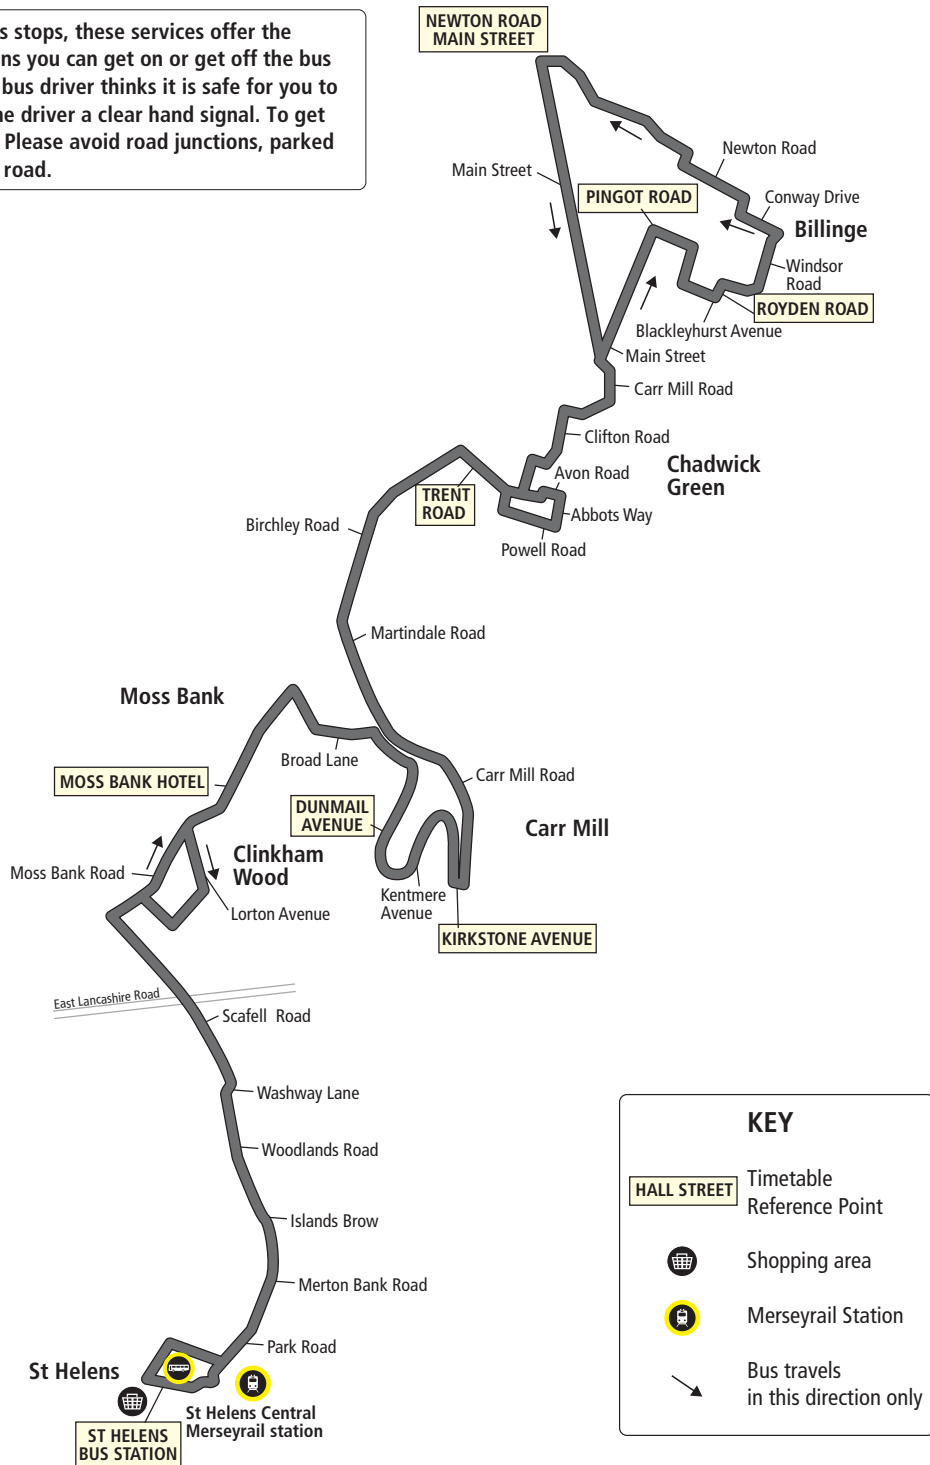 s stops, these services offer the
ns you can get on or get off the bus
bus driver thinks it is safe for you to
e driver a clear hand signal. To get
Please avoid road junctions, parked
road.
NEWTON ROAD
MAIN STREET
Newton Road
Main Street
PINGOT ROAD
Conway Drive
Billinge
Windsor
Road
ROYDEN ROAD
Blackleyhurst Avenue
Main Street
Carr Mill Road
Clifton Road
Chadwick
Green
Avon Road
TRENT
ROAD
Abbots Way
Birchley Road
Powell Road
Martindale Road
Moss Bank
Broad Lane
Carr Mill Road
MOSS BANK HOTEL
DUNMAIL
AVENUE
Carr Mill
Clinkham
Wood
Moss Bank Road
Kentmere
Avenue
Lorton Avenue
KIRKSTONE AVENUE
East Lancashire Road
Scafell Road
Washway Lane
Woodlands Road
Islands Brow
Merton Bank Road
Park Road
St Helens
St Helens Central
Merseyrail station
ST HELENS
BUS STATION
KEY
HALL STREET
Timetable
Reference Point
Shopping area
Merseyrail Station
Bus travels
in this direction only